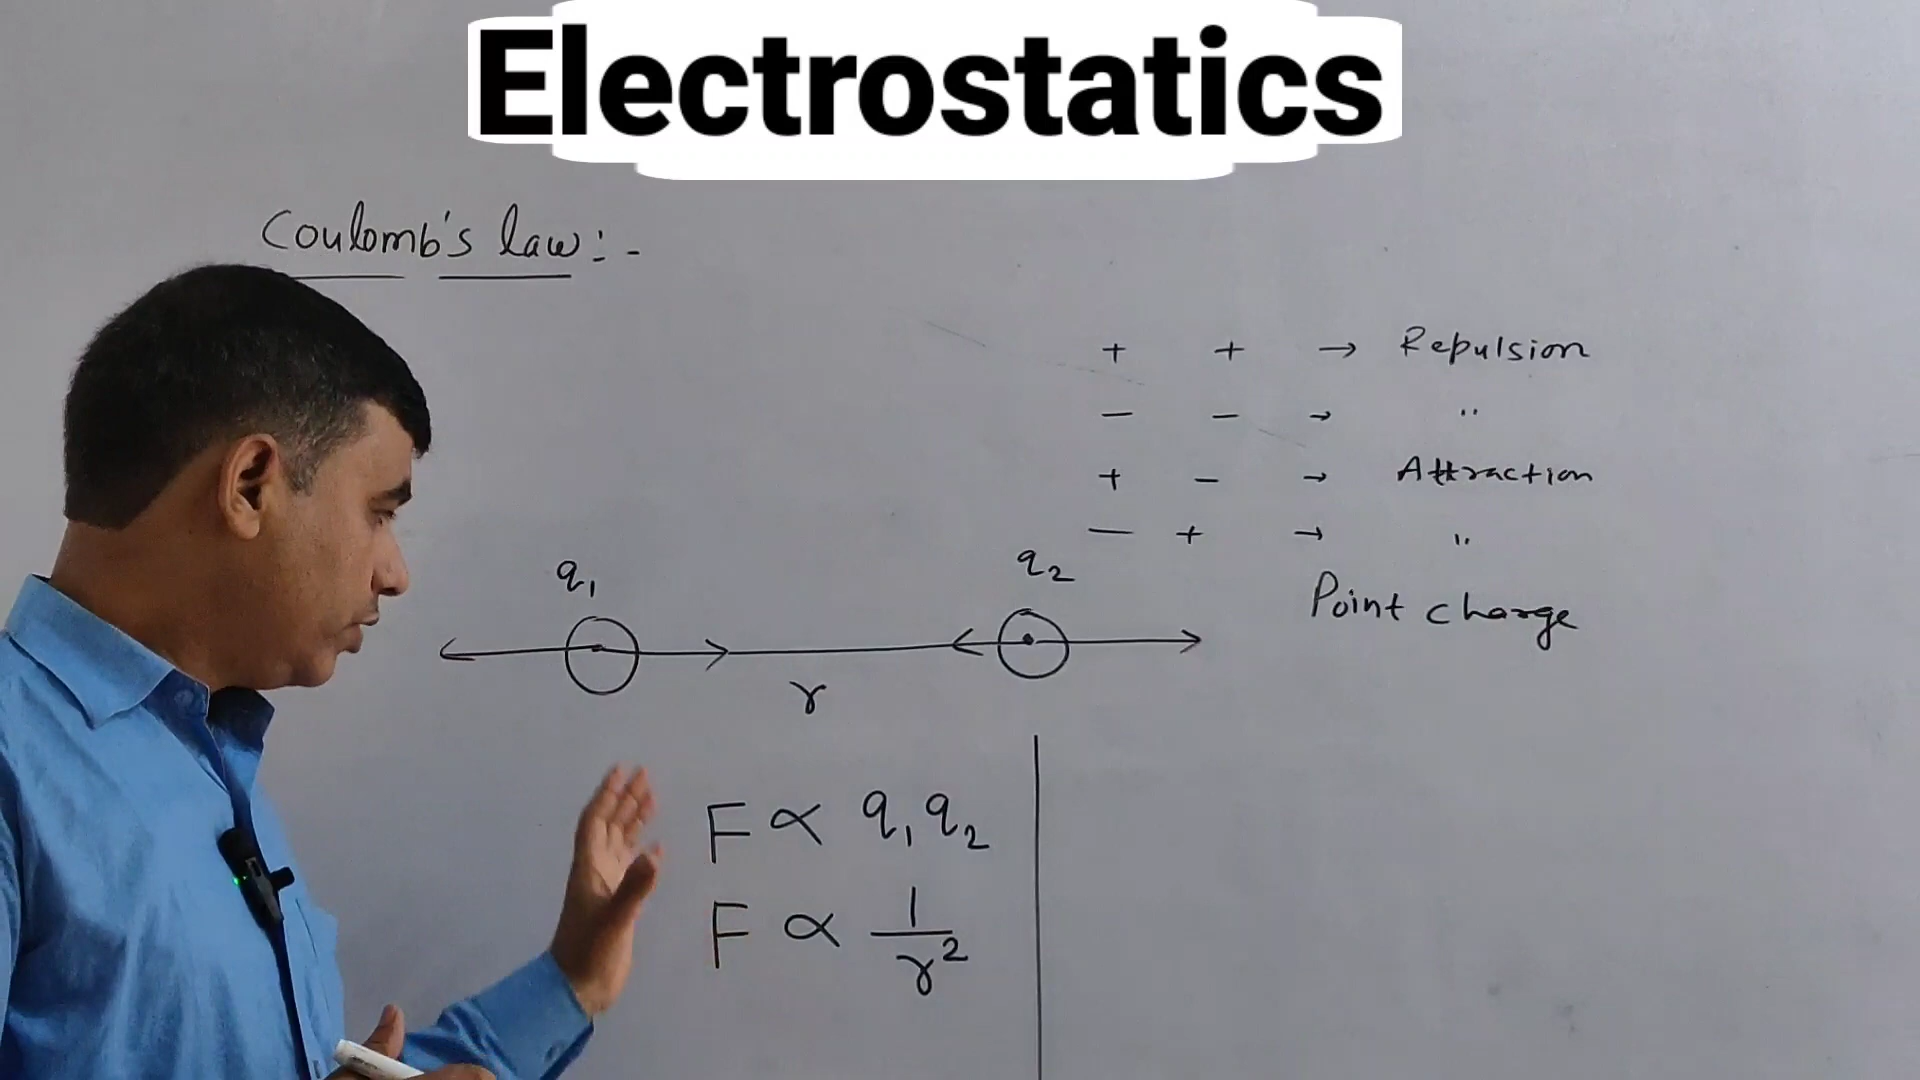 Electrostatics
Coulomb's law:-
+ + → Repulsion
− − → "
+ − → Attraction
− + → "
q₁ q₂
Point charge
r
F ∝ q₁q₂
F ∝ 1/r²